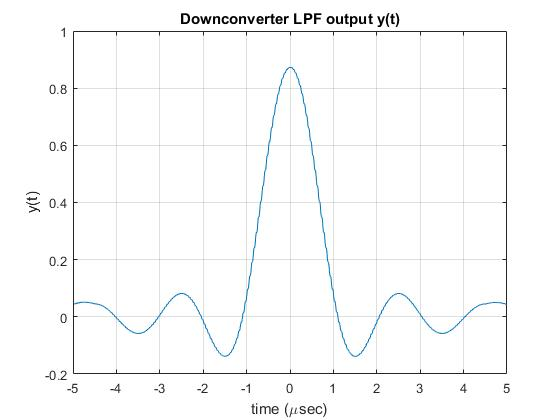 Downconverter LPF output y(t)
1
0.8
0.6
0.4
0.2
0
-0.2
y(t)
-5 -4 -3 -2 -1 0 1 2 3 4 5
time (μsec)